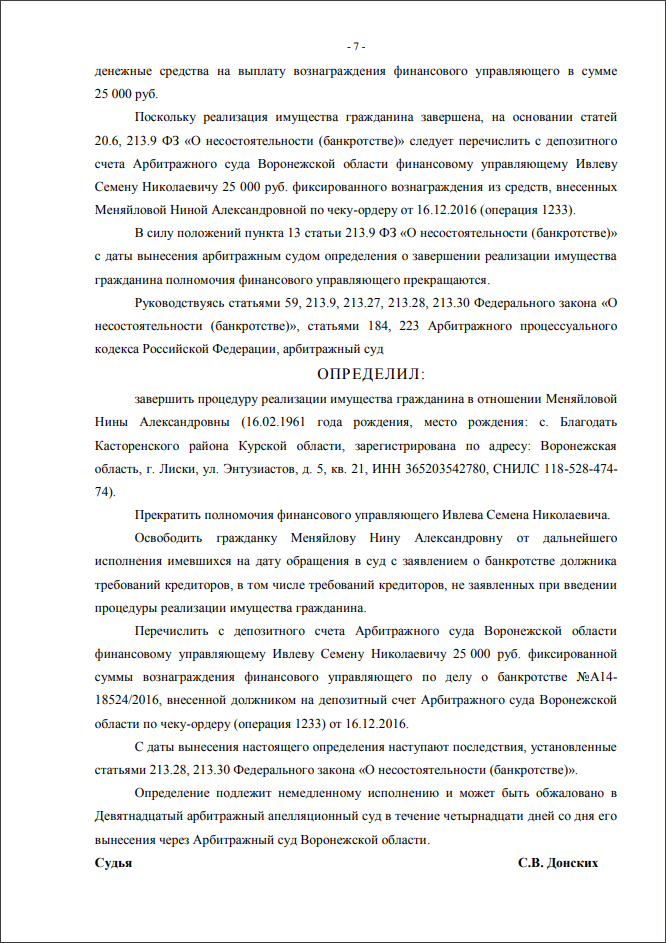 - 7 -
денежные средства на выплату вознаграждения финансового управляющего в сумме
25 000 руб.
Поскольку реализация имущества гражданина завершена, на основании статей
20.6, 213.9 ФЗ «О несостоятельности (банкротстве)» следует перечислить с депозитного
счета Арбитражного суда Воронежской области финансовому управляющему Ивлеву
Семену Николаевичу 25 000 руб. фиксированного вознаграждения из средств, внесенных
Меняйловой Ниной Александровной по чеку-ордеру от 16.12.2016 (операция 1233).
В силу положений пункта 13 статьи 213.9 ФЗ «О несостоятельности (банкротстве)»
с даты вынесения арбитражным судом определения о завершении реализации имущества
гражданина полномочия финансового управляющего прекращаются.
Руководствуясь статьями 59, 213.9, 213.27, 213.28, 213.30 Федерального закона «О
несостоятельности (банкротстве)», статьями 184, 223 Арбитражного процессуального
кодекса Российской Федерации, арбитражный суд
ОПРЕДЕЛИЛ:
завершить процедуру реализации имущества гражданина в отношении Меняйловой
Нины Александровны (16.02.1961 года рождения, место рождения: с. Благодать
Касторенского района Курской области, зарегистрирована по адресу: Воронежская
область, г. Лиски, ул. Энтузиастов, д. 5, кв. 21, ИНН 365203542780, СНИЛС 118-528-474-
74).
Прекратить полномочия финансового управляющего Ивлева Семена Николаевича.
Освободить гражданку Меняйлову Нину Александровну от дальнейшего
исполнения имевшихся на дату обращения в суд с заявлением о банкротстве должника
требований кредиторов, в том числе требований кредиторов, не заявленных при введении
процедуры реализации имущества гражданина.
Перечислить с депозитного счета Арбитражного суда Воронежской области
финансовому управляющему Ивлеву Семену Николаевичу 25 000 руб. фиксированной
суммы вознаграждения финансового управляющего по делу о банкротстве №А14-
18524/2016, внесенной должником на депозитный счет Арбитражного суда Воронежской
области по чеку-ордеру (операция 1233) от 16.12.2016.
С даты вынесения настоящего определения наступают последствия, установленные
статьями 213.28, 213.30 Федерального закона «О несостоятельности (банкротстве)».
Определение подлежит немедленному исполнению и может быть обжаловано в
Девятнадцатый арбитражный апелляционный суд в течение четырнадцати дней со дня его
вынесения через Арбитражный суд Воронежской области.
Судья С.В. Донских